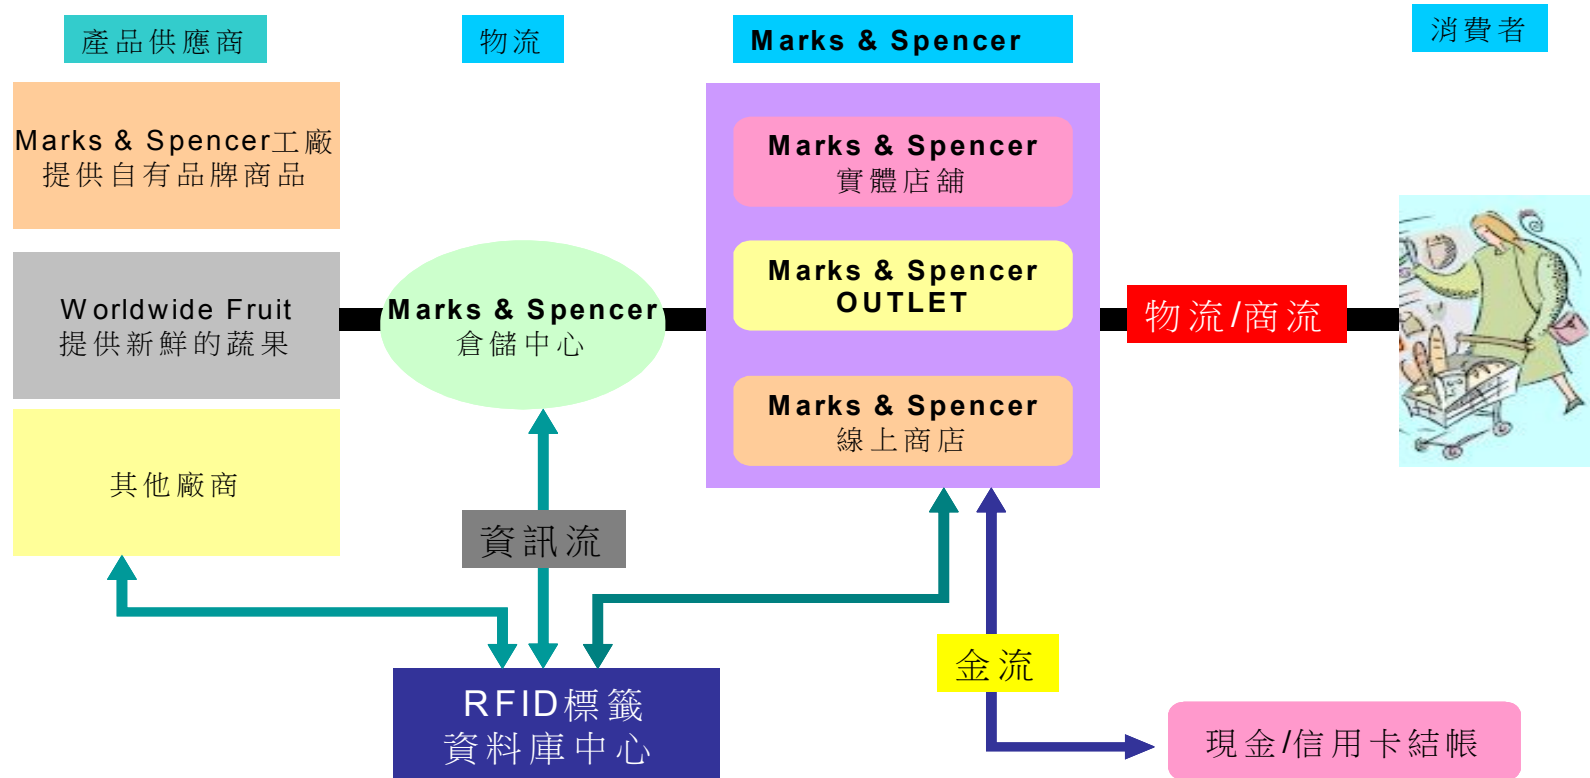 產品供應商
物流
Marks & Spencer
消費者
Marks & Spencer工廠
提供自有品牌商品
Worldwide Fruit
提供新鮮的蔬果
其他廠商
Marks & Spencer
倉儲中心
Marks & Spencer
實體店舖
Marks & Spencer
OUTLET
Marks & Spencer
線上商店
物流/商流
資訊流
金流
RFID標籤
資料庫中心
現金/信用卡結帳